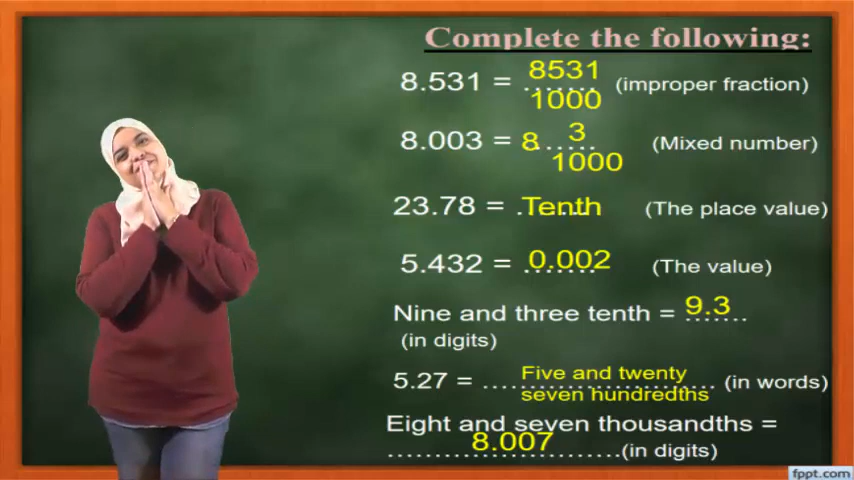 Complete the following:
8.531 = 8531/1000 (improper fraction)
8.003 = 8 3/1000 (Mixed number)
23.78 = Tenth (The place value)
5.432 = 0.002 (The value)
Nine and three tenth = 9.3
(in digits)
5.27 = Five and twenty seven hundredths (in words)
Eight and seven thousandths =
8.007 (in digits)
fppt.com